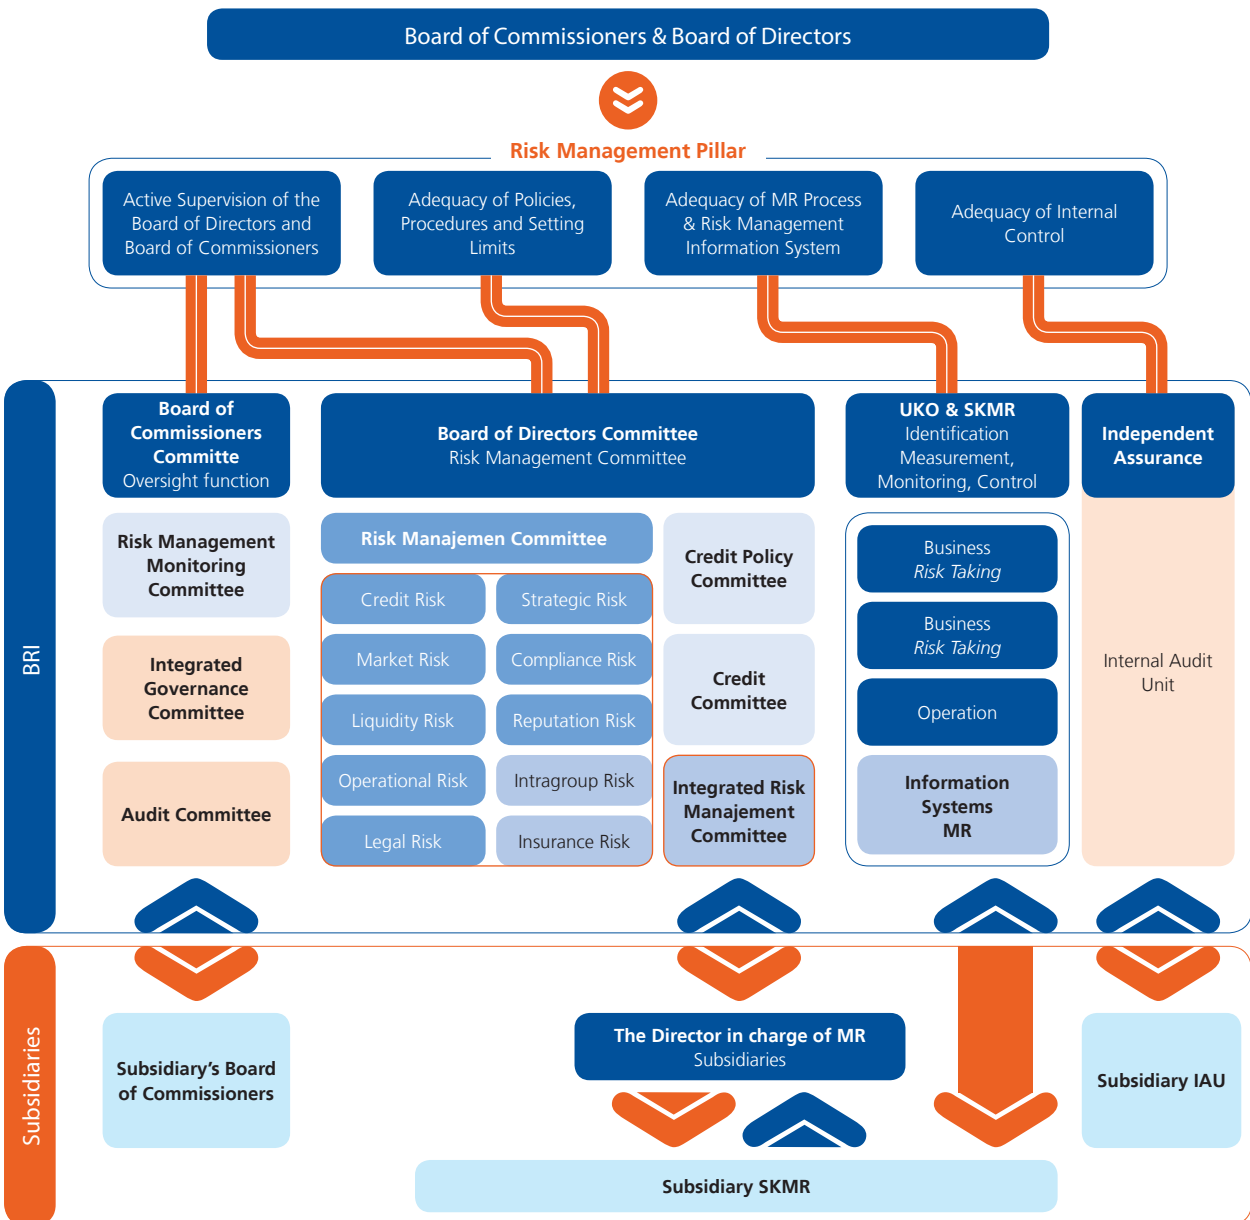 Board of Commissioners & Board of Directors
Risk Management Pillar
Active Supervision of the
Board of Directors and
Board of Commissioners
Adequacy of Policies,
Procedures and Setting
Limits
Adequacy of MR Process
& Risk Management
Information System
Adequacy of Internal
Control
BRI
Board of
Commissioners
Committe
Oversight function
Board of Directors Committee
Risk Management Committee
UKO & SKMR
Identification
Measurement,
Monitoring, Control
Independent
Assurance
Risk Management
Monitoring
Committee
Integrated
Governance
Committee
Audit Committee
Risk Manajemen Committee
Credit Risk
Strategic Risk
Market Risk
Compliance Risk
Liquidity Risk
Reputation Risk
Operational Risk
Intragroup Risk
Legal Risk
Insurance Risk
Credit Policy
Committee
Credit
Committee
Integrated Risk
Manajement
Committee
Business
Risk Taking
Business
Risk Taking
Operation
Information
Systems
MR
Internal Audit
Unit
Subsidiaries
Subsidiary's Board
of Commissioners
The Director in charge of MR
Subsidiaries
Subsidiary IAU
Subsidiary SKMR